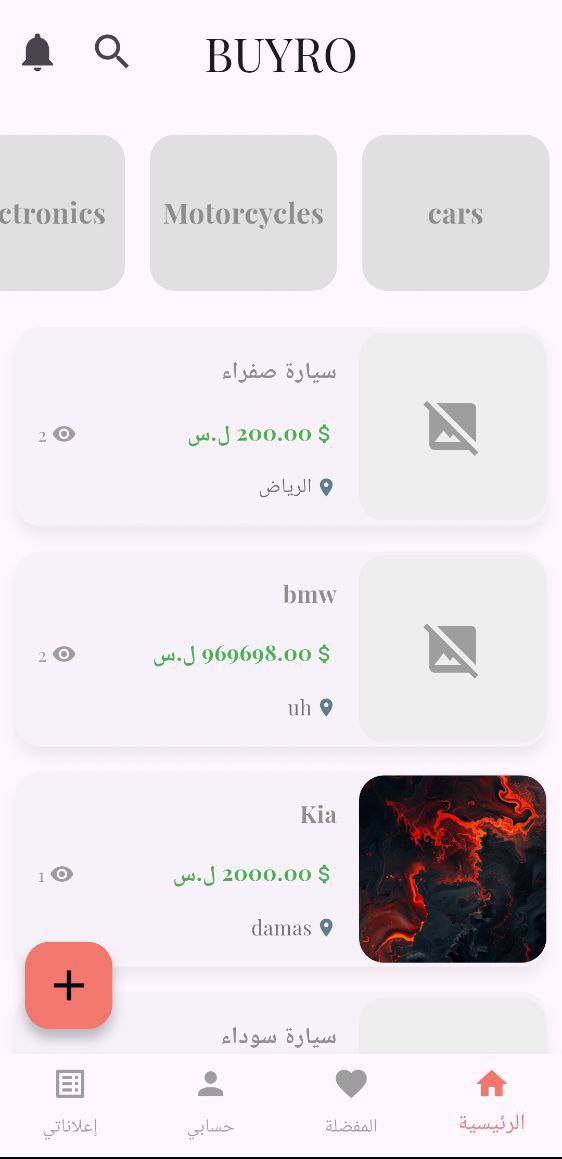 BUYRO
cars
Motorcycles
ctronics
سيارة صفراء
$ 200.00 ل.س
2
الرياض
bmw
$ 969698.00 ل.س
2
uh
Kia
$ 2000.00 ل.س
1
damas
سيارة سوداء
الرئيسية
المفضلة
حسابي
إعلاناتي